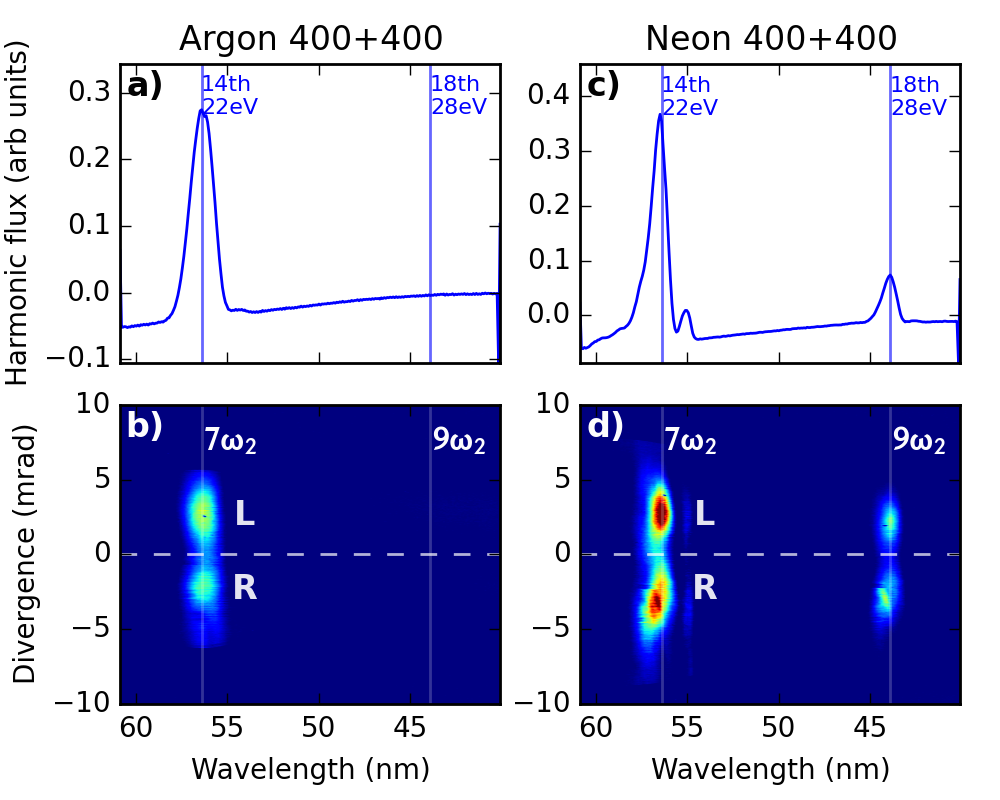 Argon 400+400
Neon 400+400
Harmonic flux (arb units)
a)
14th
22eV
18th
28eV
0.3
0.2
0.1
0.0
−0.1
c)
14th
22eV
18th
28eV
0.4
0.3
0.2
0.1
0.0
Divergence (mrad)
b)
7ω₂
9ω₂
L
R
10
5
0
−5
−10
60
55
50
45
Wavelength (nm)
d)
7ω₂
9ω₂
L
R
10
5
0
−5
−10
60
55
50
45
Wavelength (nm)